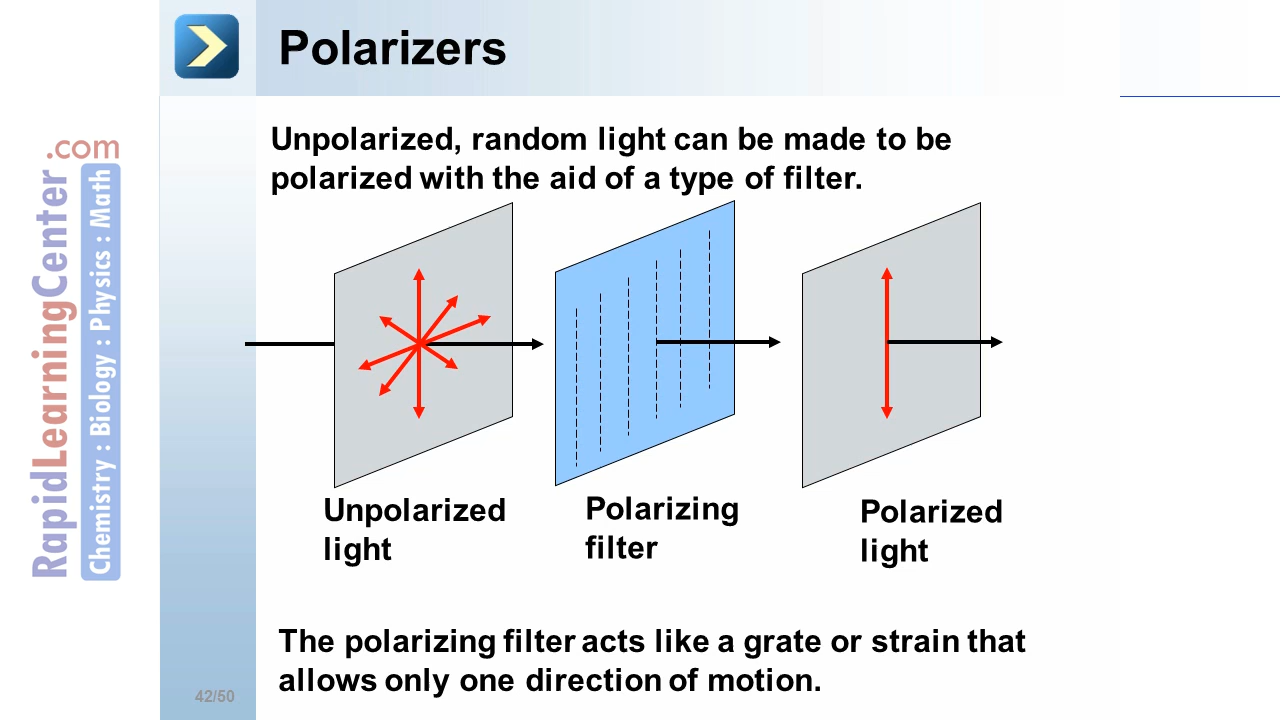 Polarizers
Unpolarized, random light can be made to be
polarized with the aid of a type of filter.
Unpolarized
light
Polarizing
filter
Polarized
light
The polarizing filter acts like a grate or strain that
allows only one direction of motion.
42/50
RapidLearningCenter.com
Chemistry : Biology : Physics : Math